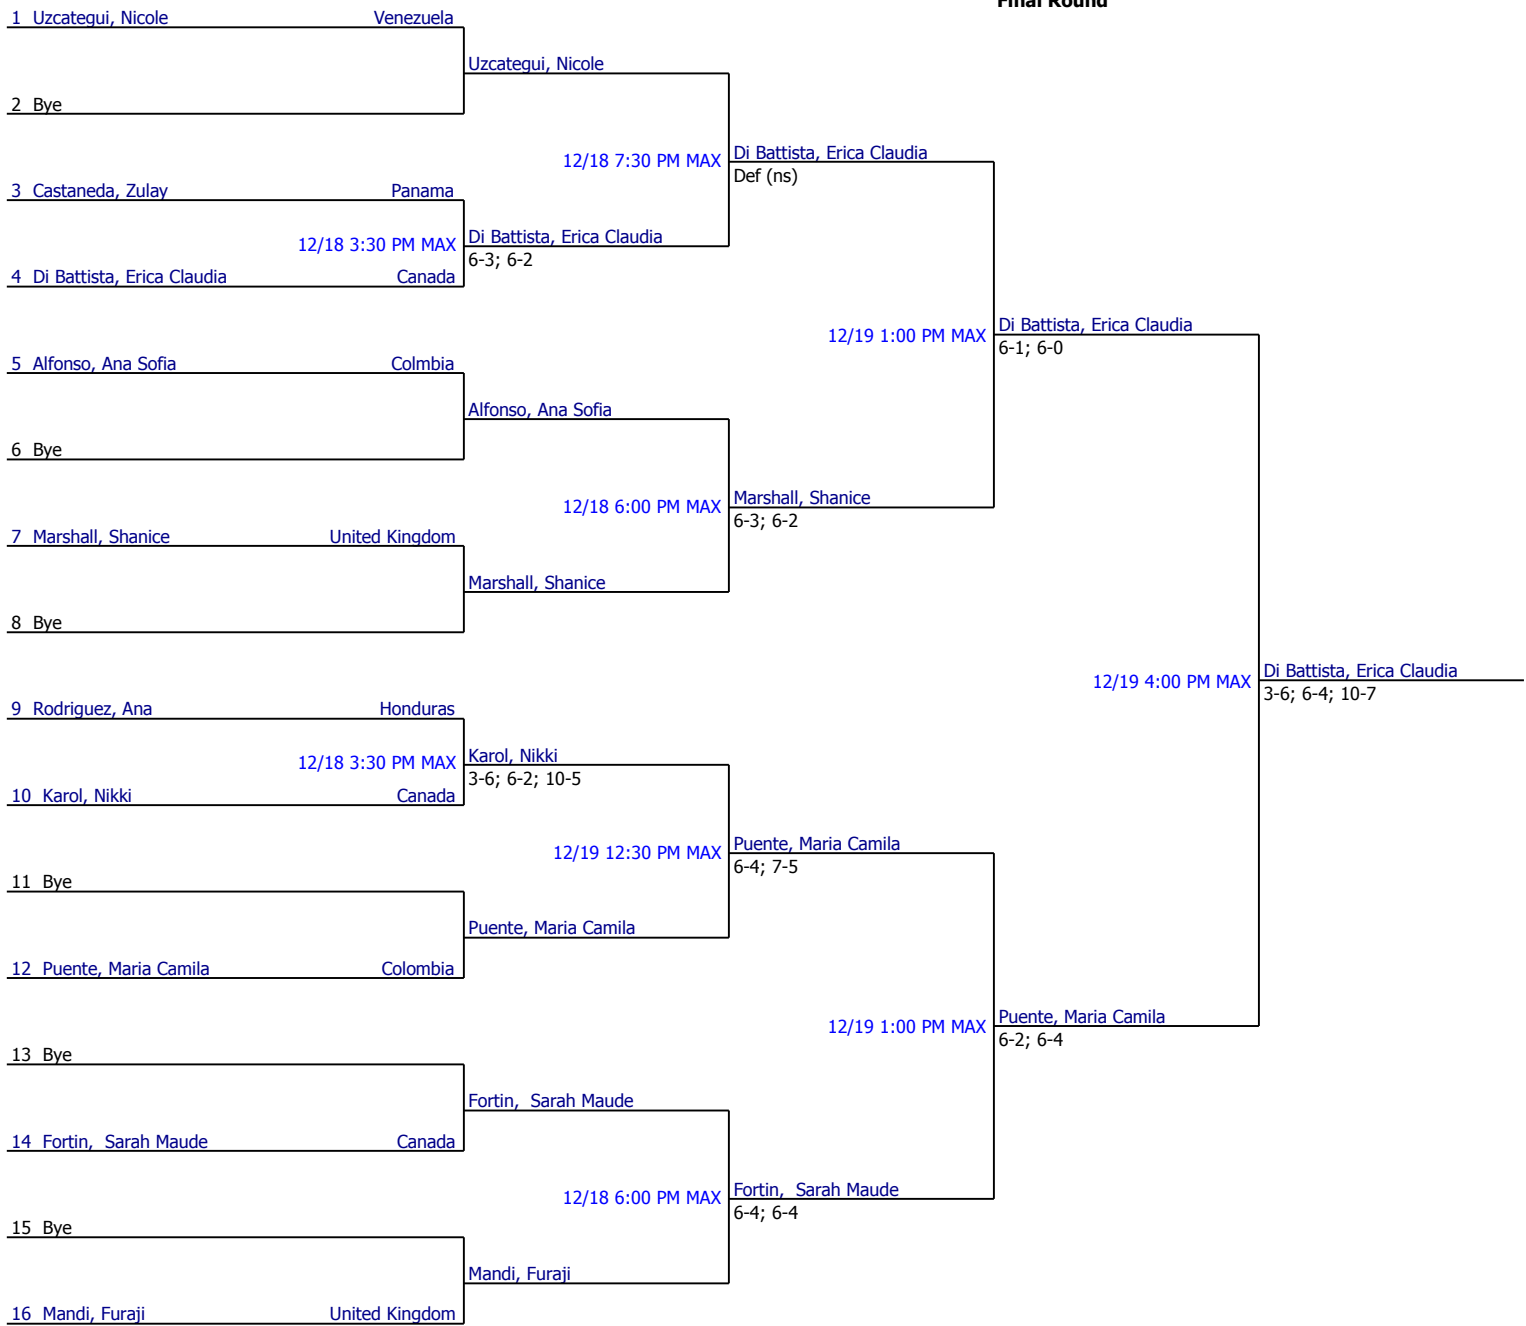 Final Round
1 Uzcategui, Nicole Venezuela
Uzcategui, Nicole
2 Bye
12/18 7:30 PM MAX Di Battista, Erica Claudia
Def (ns)
3 Castaneda, Zulay Panama
12/18 3:30 PM MAX Di Battista, Erica Claudia
6-3; 6-2
4 Di Battista, Erica Claudia Canada
12/19 1:00 PM MAX Di Battista, Erica Claudia
6-1; 6-0
5 Alfonso, Ana Sofia Colmbia
Alfonso, Ana Sofia
6 Bye
12/18 6:00 PM MAX Marshall, Shanice
6-3; 6-2
7 Marshall, Shanice United Kingdom
Marshall, Shanice
8 Bye
12/19 4:00 PM MAX Di Battista, Erica Claudia
3-6; 6-4; 10-7
9 Rodriguez, Ana Honduras
12/18 3:30 PM MAX Karol, Nikki
3-6; 6-2; 10-5
10 Karol, Nikki Canada
12/19 12:30 PM MAX Puente, Maria Camila
6-4; 7-5
11 Bye
Puente, Maria Camila
12 Puente, Maria Camila Colombia
12/19 1:00 PM MAX Puente, Maria Camila
6-2; 6-4
13 Bye
Fortin, Sarah Maude
14 Fortin, Sarah Maude Canada
12/18 6:00 PM MAX Fortin, Sarah Maude
6-4; 6-4
15 Bye
Mandi, Furaji
16 Mandi, Furaji United Kingdom